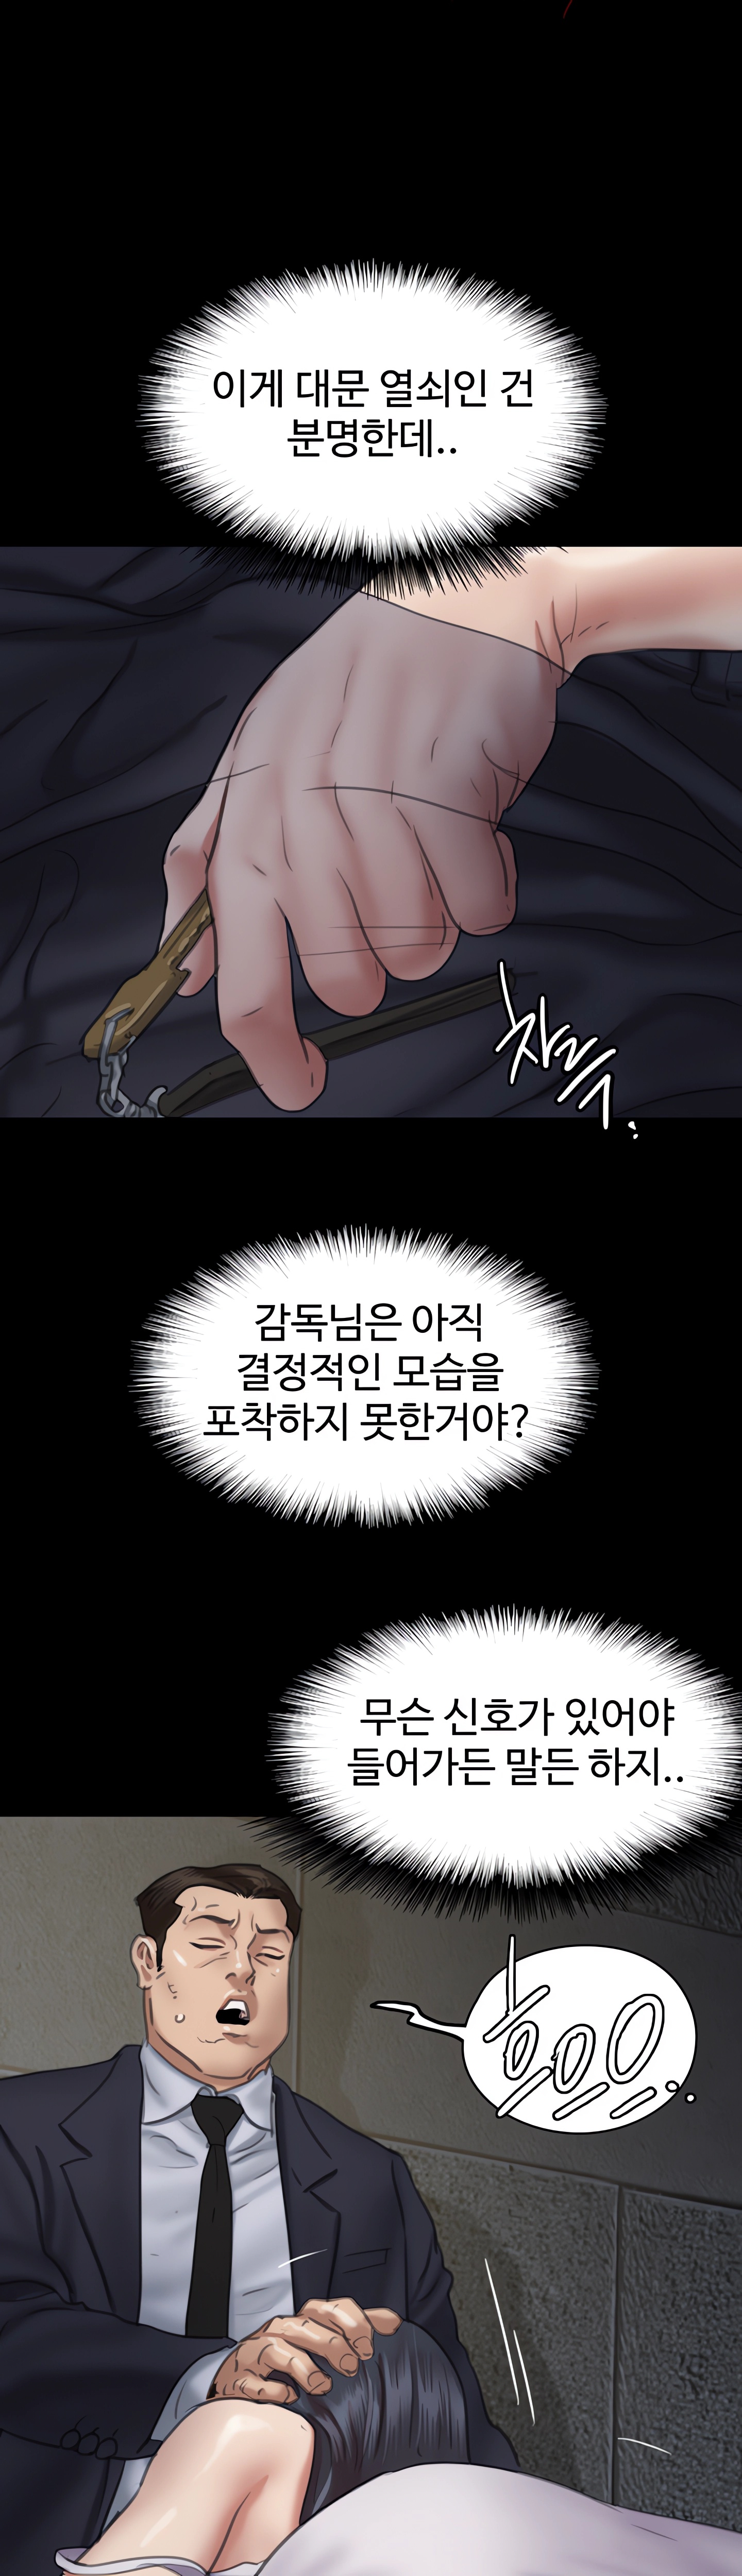 이게 대문 열쇠인 건
분명한데..
차륵..
감독님은 아직
결정적인 모습을
포착하지 못한거야?
무슨 신호가 있어야
들어가든 말든 하지..
흐으으..